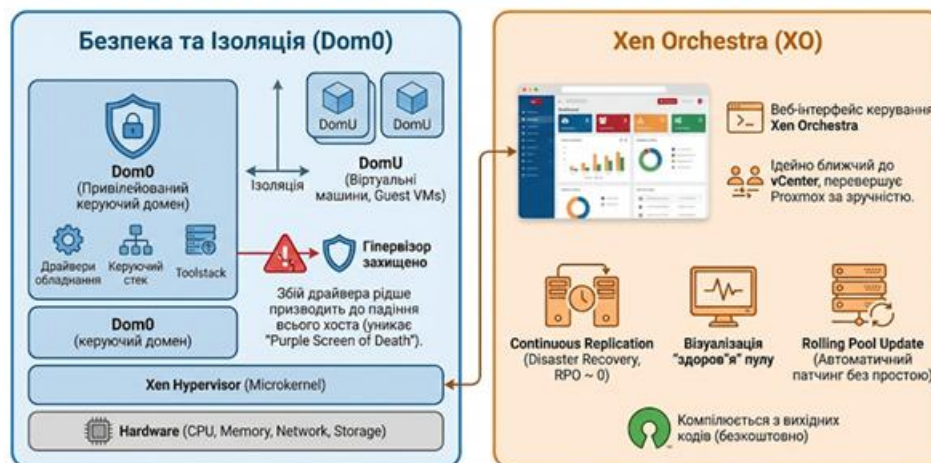 Безпека та Ізоляція (Dom0)
Dom0
(Привілейований
керуючий домен)
Драйвери
обладнання
Керуючий
стек
Toolstack
Ізоляція
DomU
DomU
DomU
(Віртуальні
машини, Guest VMs)
Гіпервізор
захищено
Збій драйвера рідше
призводить до падіння
всього хоста (уникає
"Purple Screen of Death").
Dom0
(керуючий домен)
Xen Hypervisor (Microkernel)
Hardware (CPU, Memory, Network, Storage)
Xen Orchestra (XO)
Веб-інтерфейс керування
Xen Orchestra
Ідейно ближчий до
vCenter, перевершує
Proxmox за зручністю.
Continuous Replication
(Disaster Recovery,
RPO ~ 0)
Візуалізація
"здоров"я" пулу
Rolling Pool Update
(Автоматичний
патчинг без простою)
Компілюється з вихідних
кодів (безкоштовно)